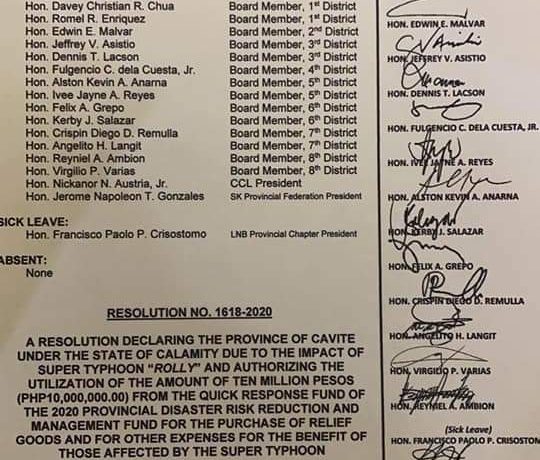 Hon. Davey Christian R. Chua Board Member, 1st District
Hon. Romel R. Enriquez Board Member, 1st District
Hon. Edwin E. Malvar Board Member, 2nd District
Hon. Jeffrey V. Asistio Board Member, 3rd District
Hon. Dennis T. Lacson Board Member, 3rd District
Hon. Fulgencio C. dela Cuesta, Jr. Board Member, 4th District
Hon. Alston Kevin A. Anarna Board Member, 5th District
Hon. Ivee Jayne A. Reyes Board Member, 5th District
Hon. Felix A. Grepo Board Member, 6th District
Hon. Kerby J. Salazar Board Member, 6th District
Hon. Crispin Diego D. Remulla Board Member, 7th District
Hon. Angelito H. Langit Board Member, 7th District
Hon. Reyniel A. Ambion Board Member, 8th District
Hon. Virgilio P. Varias Board Member, 8th District
Hon. Nickanor N. Austria, Jr. CCL President
Hon. Jerome Napoleon T. Gonzales SK Provincial Federation President
SICK LEAVE:
Hon. Francisco Paolo P. Crisostomo LNB Provincial Chapter President
ABSENT:
None
RESOLUTION NO. 1618-2020
A RESOLUTION DECLARING THE PROVINCE OF CAVITE
UNDER THE STATE OF CALAMITY DUE TO THE IMPACT OF
SUPER TYPHOON “ROLLY” AND AUTHORIZING THE
UTILIZATION OF THE AMOUNT OF TEN MILLION PESOS
(PHP10,000,000.00) FROM THE QUICK RESPONSE FUND OF
THE 2020 PROVINCIAL DISASTER RISK REDUCTION AND
MANAGEMENT FUND FOR THE PURCHASE OF RELIEF
GOODS AND FOR OTHER EXPENSES FOR THE BENEFIT OF
THOSE AFFECTED BY THE SUPER TYPHOON
HON. EDWIN E. MALVAR
HON. JEFFREY V. ASISTIO
HON. DENNIS T. LACSON
HON. FULGENCIO C. DELA CUESTA, JR.
HON. IVEE JAYNE A. REYES
HON. ALSTON KEVIN A. ANARNA
HON. KERBY J. SALAZAR
HON. FELIX A. GREPO
HON. CRISPIN DIEGO D. REMULLA
HON. ANGELITO H. LANGIT
HON. VIRGILIO P. VARIAS
HON. REYNIEL A. AMBION
(Sick Leave)
HON. FRANCISCO PAOLO P. CRISOSTOM